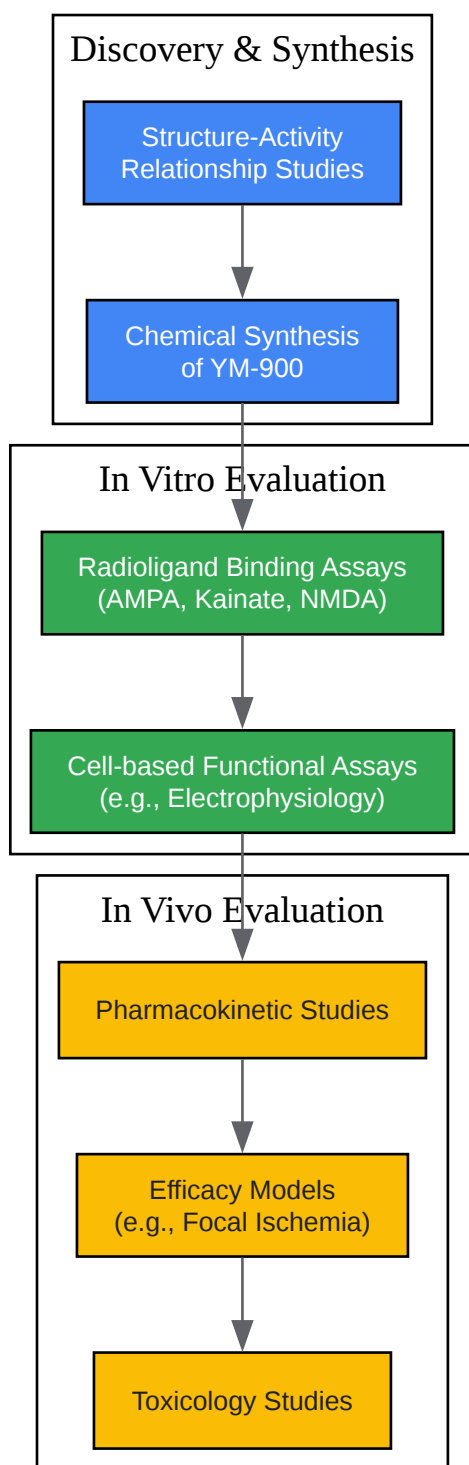 Discovery & Synthesis
Structure-Activity
Relationship Studies
Chemical Synthesis
of YM-900
In Vitro Evaluation
Radioligand Binding Assays
(AMPA, Kainate, NMDA)
Cell-based Functional Assays
(e.g., Electrophysiology)
In Vivo Evaluation
Pharmacokinetic Studies
Efficacy Models
(e.g., Focal Ischemia)
Toxicology Studies